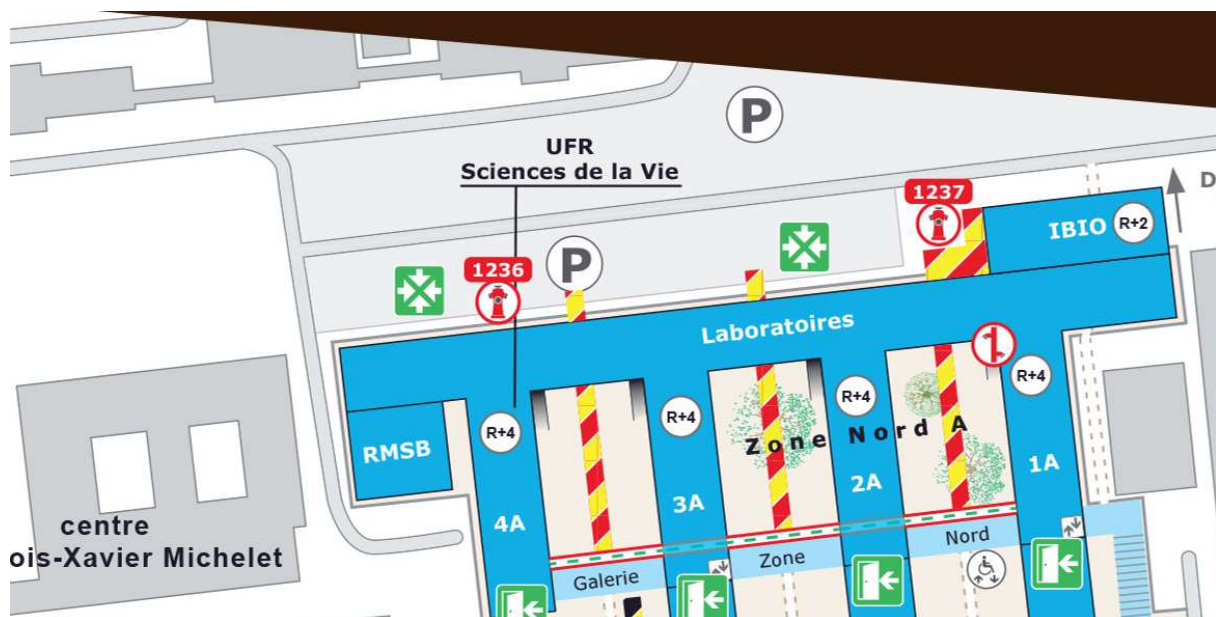 P
UFR
Sciences de la Vie
1237
D
IBIO R+2
1236
P
Laboratoires
R+4
R+4
R+4
R+4
Zone Nord A
RMSB
1A
2A
3A
4A
centre
ois-Xavier Michelet
Nord
Zone
Galerie